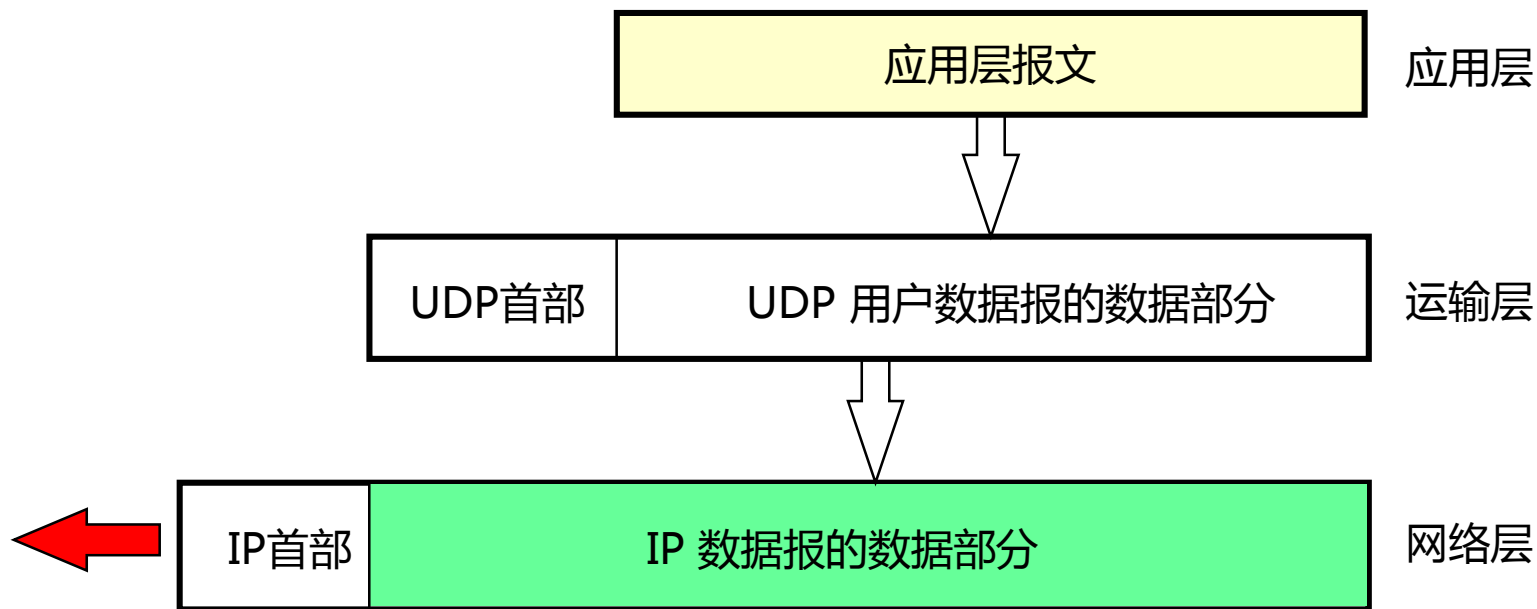 应用层报文
应用层
UDP首部
UDP 用户数据报的数据部分
运输层
IP首部
IP 数据报的数据部分
网络层